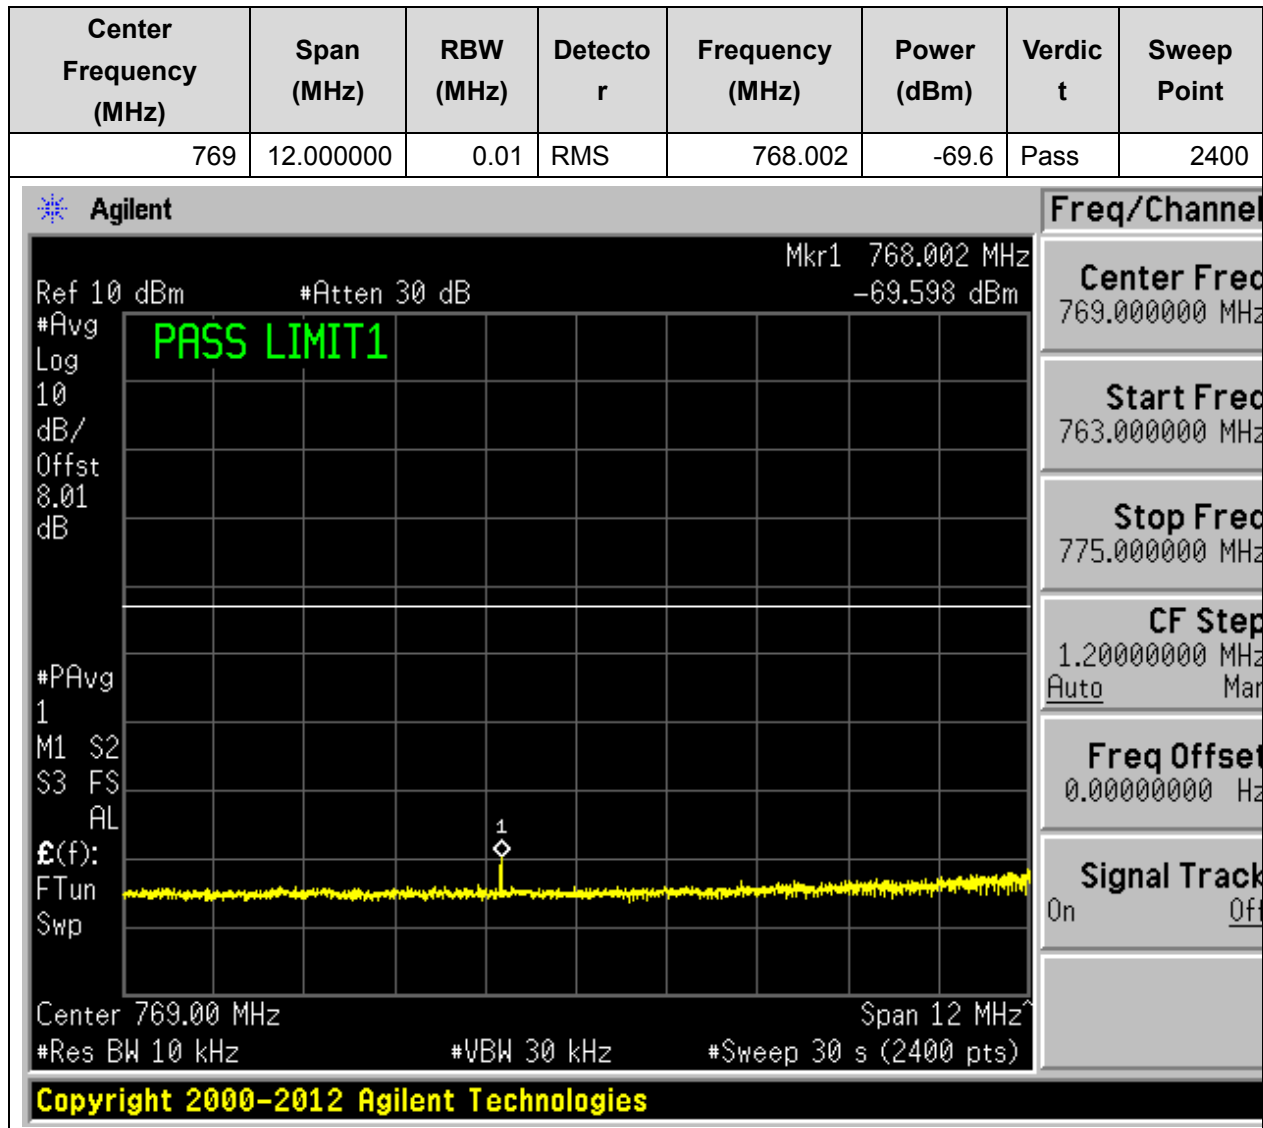 Center Frequency (MHz) Span (MHz) RBW (MHz) Detecto r Frequency (MHz) Power (dBm) Verdic t Sweep Point
769 12.000000 0.01 RMS 768.002 -69.6 Pass 2400
Agilent
Freq/Channel
Mkr1 768.002 MHz
Ref 10 dBm #Atten 30 dB -69.598 dBm
#Avg
Log
10
dB/
Offst
8.01
dB
PASS LIMIT1
#PAvg
1
M1 S2
S3 FS
AL
£(f):
FTun
Swp
1
Center 769.00 MHz Span 12 MHz^
#Res BW 10 kHz #VBW 30 kHz #Sweep 30 s (2400 pts)
Center Freq
769.000000 MHz
Start Freq
763.000000 MHz
Stop Freq
775.000000 MHz
CF Step
1.20000000 MHz
Auto Man
Freq Offset
0.00000000 Hz
Signal Track
On Off
Copyright 2000-2012 Agilent Technologies